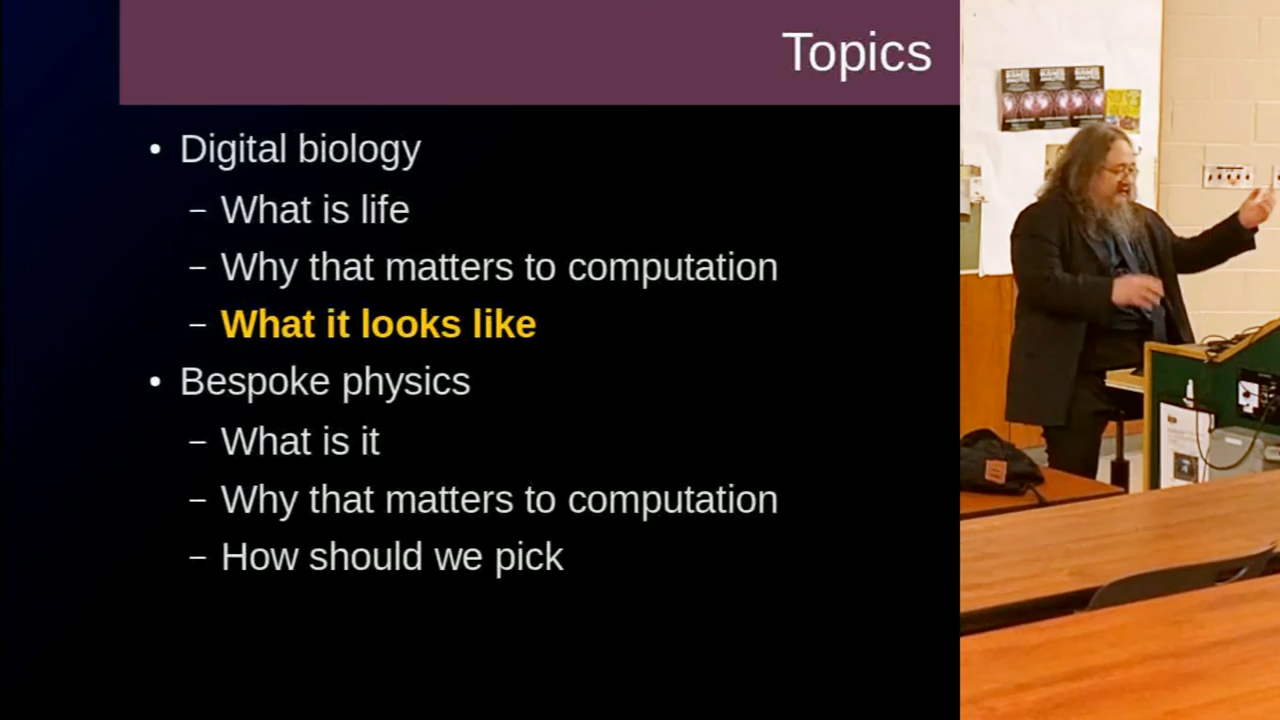 Topics
• Digital biology
– What is life
– Why that matters to computation
– What it looks like
• Bespoke physics
– What is it
– Why that matters to computation
– How should we pick